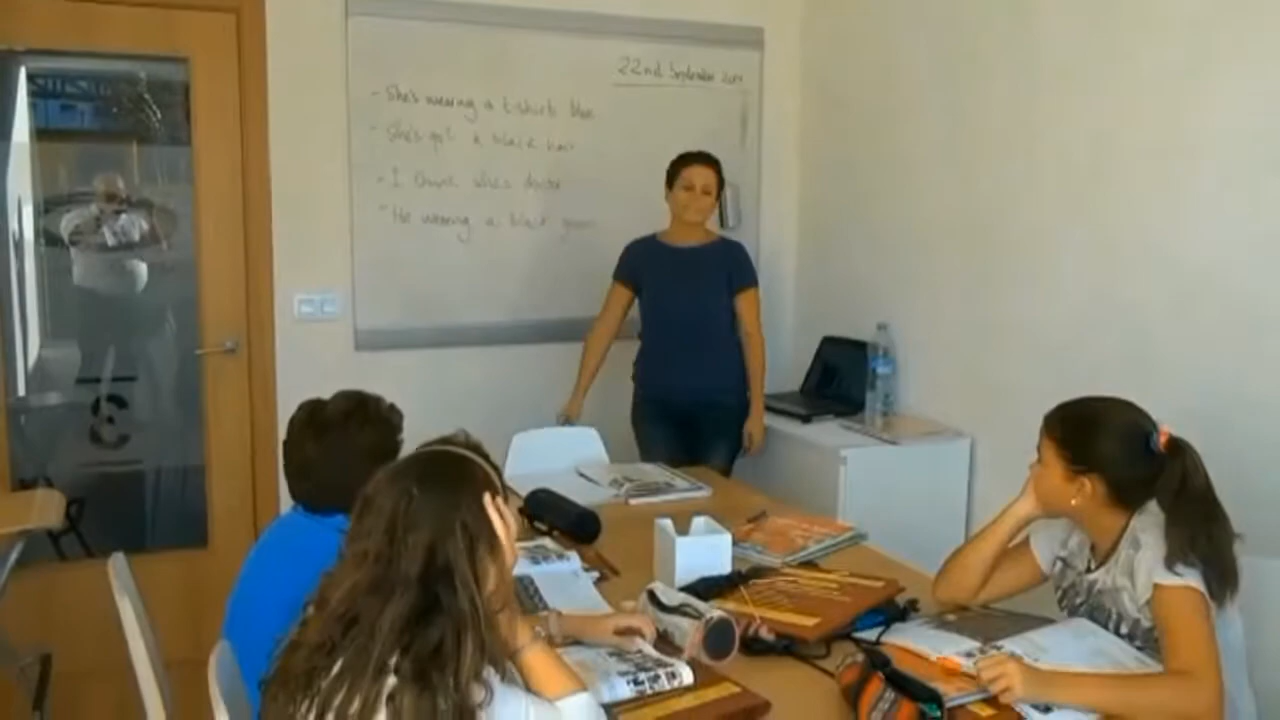 22nd September
- She's wearing a t-shirt blue
- She's got a black hair
- I think she's doctor
- He wearing a black